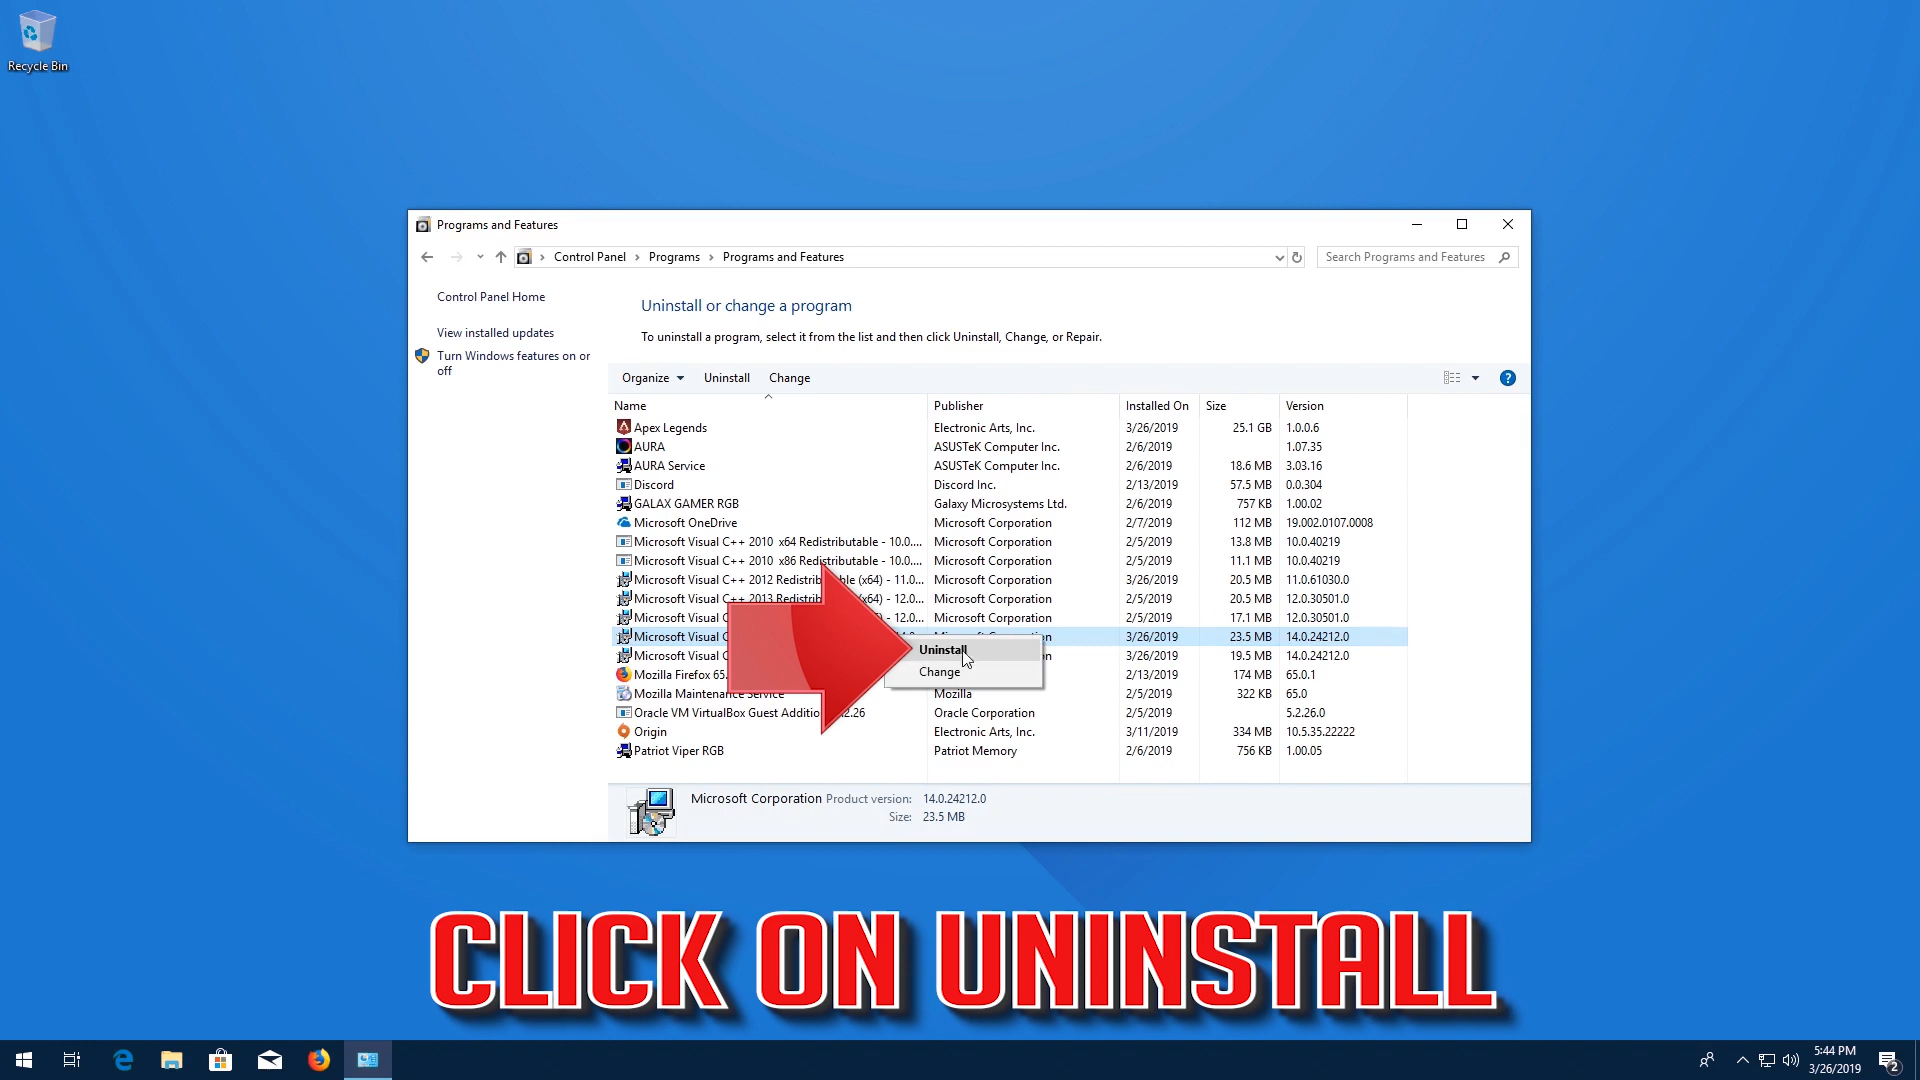 Recycle Bin
Programs and Features
Control Panel > Programs > Programs and Features
Search Programs and Features
Control Panel Home
View installed updates
Turn Windows features on or
off
Uninstall or change a program
To uninstall a program, select it from the list and then click Uninstall, Change, or Repair.
Organize Uninstall Change
Name Publisher Installed On Size Version
Apex Legends Electronic Arts, Inc. 3/26/2019 25.1 GB 1.0.0.6
AURA ASUSTeK Computer Inc. 2/6/2019 1.07.35
AURA Service ASUSTeK Computer Inc. 2/6/2019 18.6 MB 3.03.16
Discord Discord Inc. 2/13/2019 57.5 MB 0.0.304
GALAX GAMER RGB Galaxy Microsystems Ltd. 2/6/2019 757 KB 1.00.02
Microsoft OneDrive Microsoft Corporation 2/7/2019 112 MB 19.002.0107.0008
Microsoft Visual C++ 2010 x64 Redistributable - 10.0.... Microsoft Corporation 2/5/2019 13.8 MB 10.0.40219
Microsoft Visual C++ 2010 x86 Redistributable - 10.0.... Microsoft Corporation 2/5/2019 11.1 MB 10.0.40219
Microsoft Visual C++ 2012 Redistributable (x64) - 11.0... Microsoft Corporation 3/26/2019 20.5 MB 11.0.61030.0
Microsoft Visual C++ 2013 Redistrib (x64) - 12.0... Microsoft Corporation 2/5/2019 20.5 MB 12.0.30501.0
Microsoft Visual C - 12.0... Microsoft Corporation 2/5/2019 17.1 MB 12.0.30501.0
Microsoft Visual C Microsoft Corporation 3/26/2019 23.5 MB 14.0.24212.0
Uninstall
Microsoft Visual C 3/26/2019 19.5 MB 14.0.24212.0
Change
Mozilla Firefox 65. 2/13/2019 174 MB 65.0.1
Mozilla Maintenance Service Mozilla 2/5/2019 322 KB 65.0
Oracle VM VirtualBox Guest Additio .2.26 Oracle Corporation 2/5/2019 5.2.26.0
Origin Electronic Arts, Inc. 3/11/2019 334 MB 10.5.35.22222
Patriot Viper RGB Patriot Memory 2/6/2019 756 KB 1.00.05
Microsoft Corporation Product version: 14.0.24212.0
Size: 23.5 MB
CLICK ON UNINSTALL
5:44 PM
3/26/2019
2